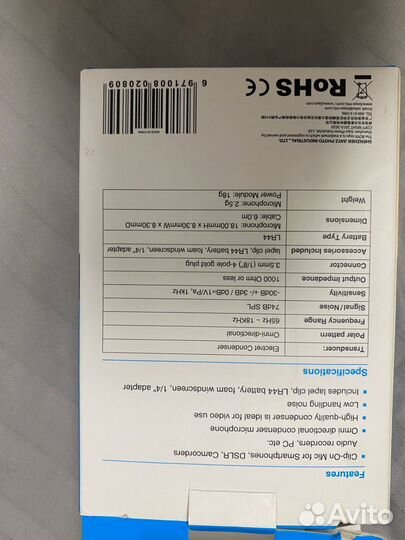 Features
Clip-On Mic for Smartphones, DSLR, Camcorders,
Audio recorders, PC etc.
Omni directional condenser microphone
High-quality condenser is ideal for video use
Low handling noise
Includes lapel clip, LR44 battery, foam windscreen, 1/4" adapter
Specifications
Transducer: Electret Condenser
Polar pattern Omni-directional
Frequency Range 65Hz ~ 18KHz
Signal/Noise 74dB SPL
Sensitivity -30dB +/- 3dB / 0dB=1V/Pa, 1kHz
Output Impedance 1000 Ohm or less
Connector 3.5mm (1/8") 4-pole gold plug
Accessories Included Lapel clip, LR44 battery, foam windscreen, 1/4" adapter
Battery Type LR44
Dimensions Microphone: 18.00mmH x 8.30mmW x 8.30mmD
Cable: 6.0m
Weight Microphone: 2.5g
Power Module: 18g
SHENZHEN JIAYZ PHOTO INDUSTRIAL., LTD.
RoHS CE
MADE IN CHINA
6 971008 020809
Avito